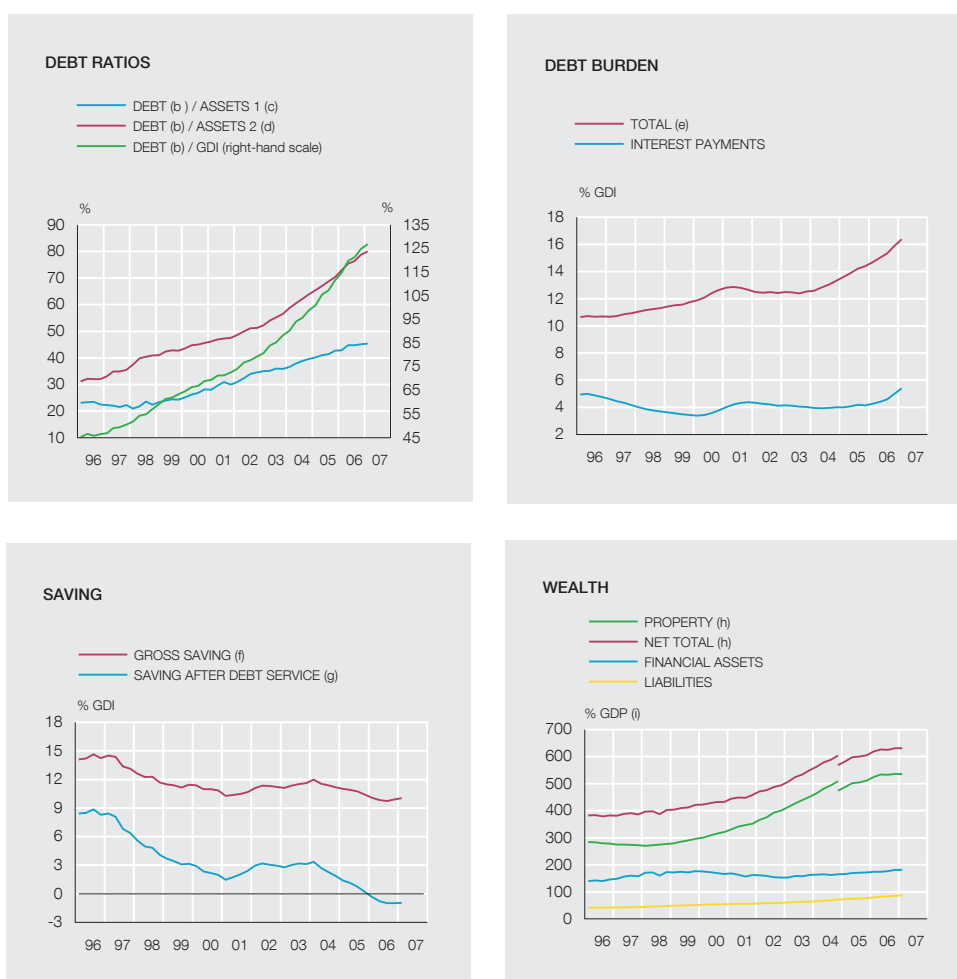 DEBT RATIOS
DEBT (b ) / ASSETS 1 (c)
DEBT (b) / ASSETS 2 (d)
DEBT (b) / GDI (right-hand scale)
% %
90 135
80 125
70 115
60 105
50 95
40 85
30 75
20 65
10 55
45
96 97 98 99 00 01 02 03 04 05 06 07
DEBT BURDEN
TOTAL (e)
INTEREST PAYMENTS
% GDI
18
16
14
12
10
8
6
4
2
96 97 98 99 00 01 02 03 04 05 06 07
SAVING
GROSS SAVING (f)
SAVING AFTER DEBT SERVICE (g)
% GDI
18
15
12
9
6
3
0
-3
96 97 98 99 00 01 02 03 04 05 06 07
WEALTH
PROPERTY (h)
NET TOTAL (h)
FINANCIAL ASSETS
LIABILITIES
% GDP (i)
700
600
500
400
300
200
100
0
96 97 98 99 00 01 02 03 04 05 06 07